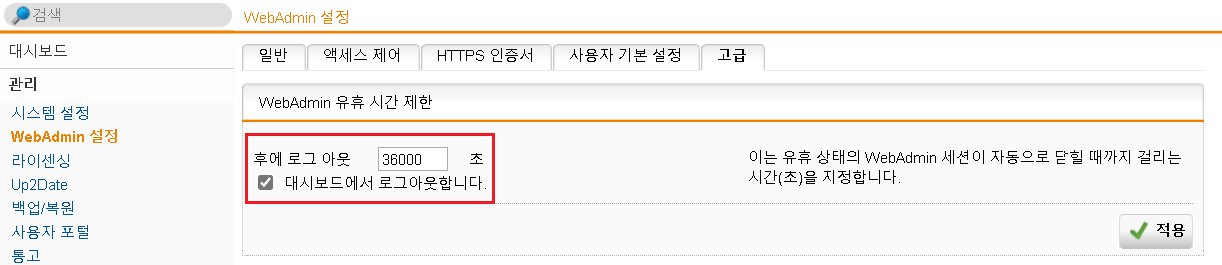 검색
WebAdmin 설정
대시보드
관리
시스템 설정
WebAdmin 설정
라이센싱
Up2Date
백업/복원
사용자 포털
통고
일반 액세스 제어 HTTPS 인증서 사용자 기본 설정 고급
WebAdmin 유휴 시간 제한
후에 로그 아웃 36000 초
대시보드에서 로그아웃합니다.
이는 유휴 상태의 WebAdmin 세션이 자동으로 닫힐 때까지 걸리는
시간(초)을 지정합니다.
적용